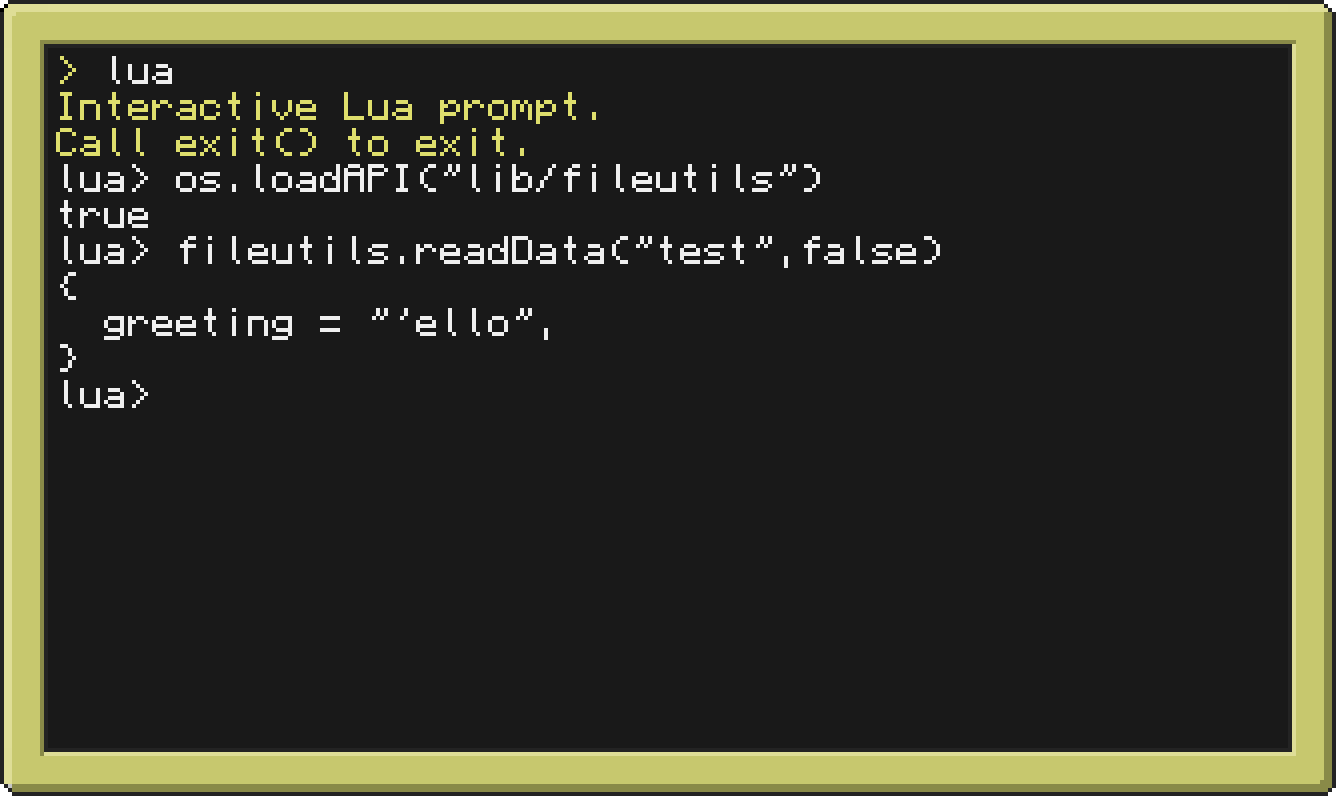 > lua
Interactive Lua prompt.
Call exit() to exit.
lua> os.loadAPI("lib/fileutils")
true
lua> fileutils.readData("test",false)
{
  greeting = "'ello",
}
lua>